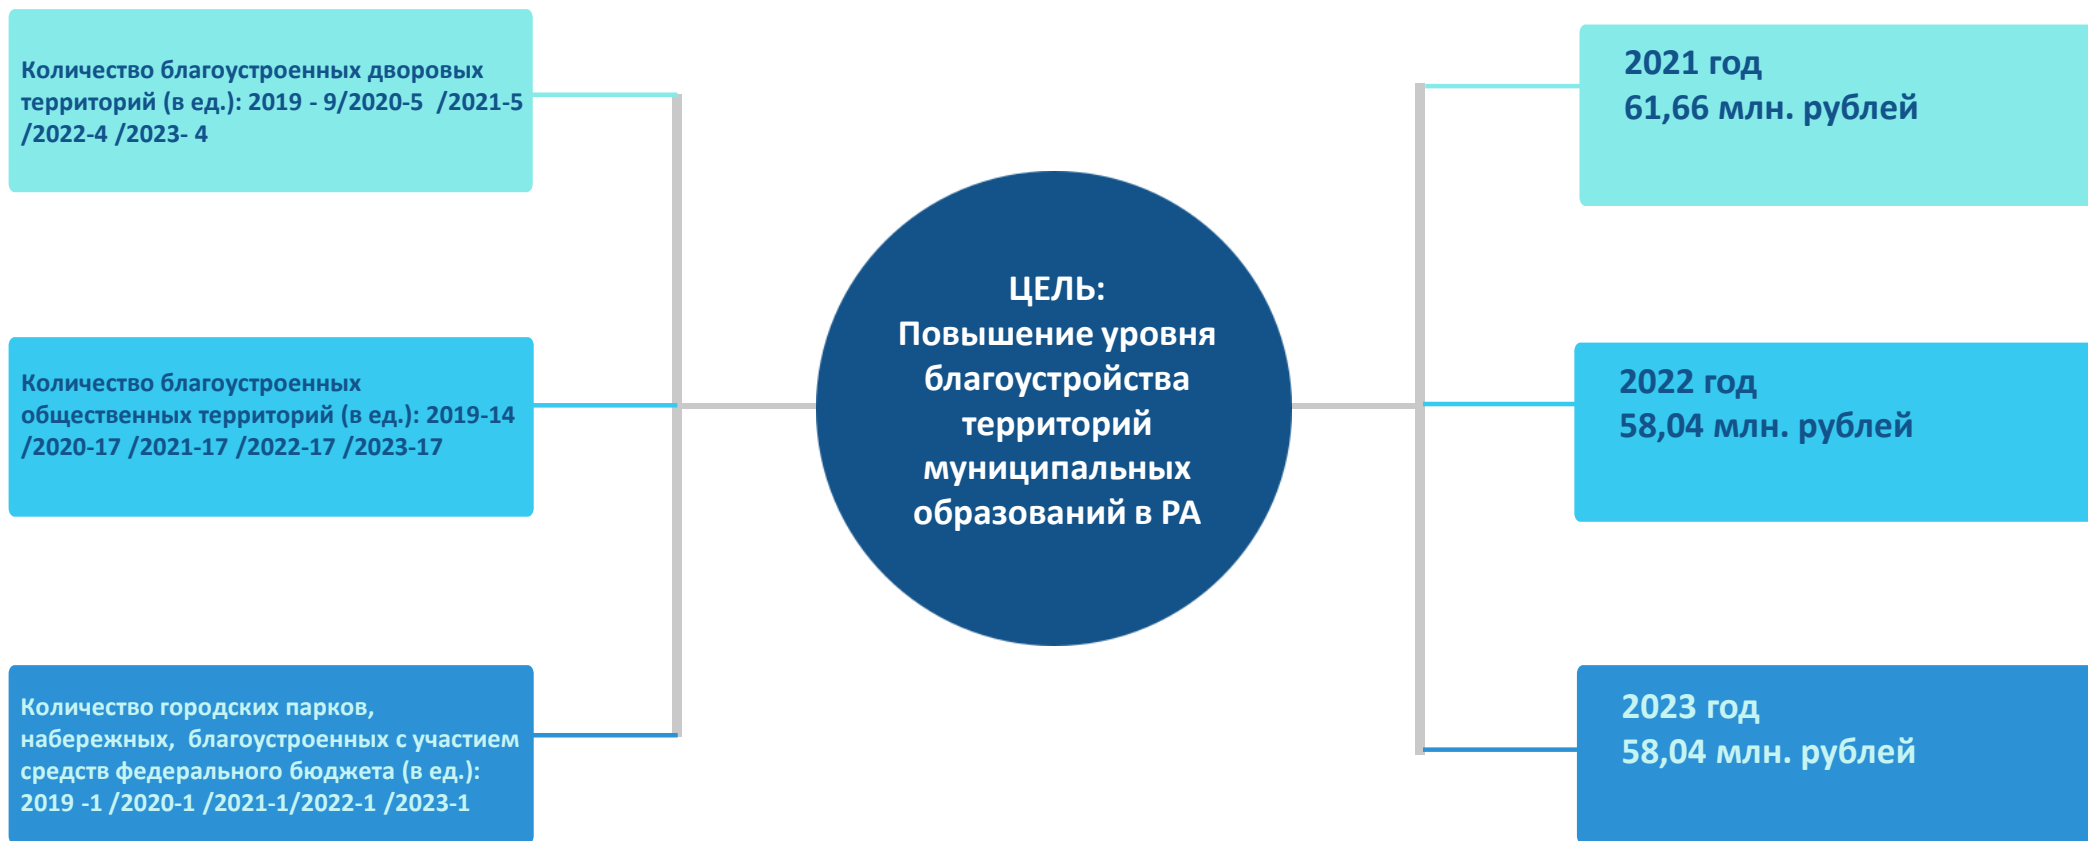 Количество благоустроенных дворовых
территорий (в ед.): 2019 - 9/2020-5 /2021-5
/2022-4 /2023- 4
Количество благоустроенных
общественных территорий (в ед.): 2019-14
/2020-17 /2021-17 /2022-17 /2023-17
Количество городских парков,
набережных, благоустроенных с участием
средств федерального бюджета (в ед.):
2019 -1 /2020-1 /2021-1/2022-1 /2023-1
ЦЕЛЬ:
Повышение уровня
благоустройства
территорий
муниципальных
образований в РА
2021 год
61,66 млн. рублей
2022 год
58,04 млн. рублей
2023 год
58,04 млн. рублей